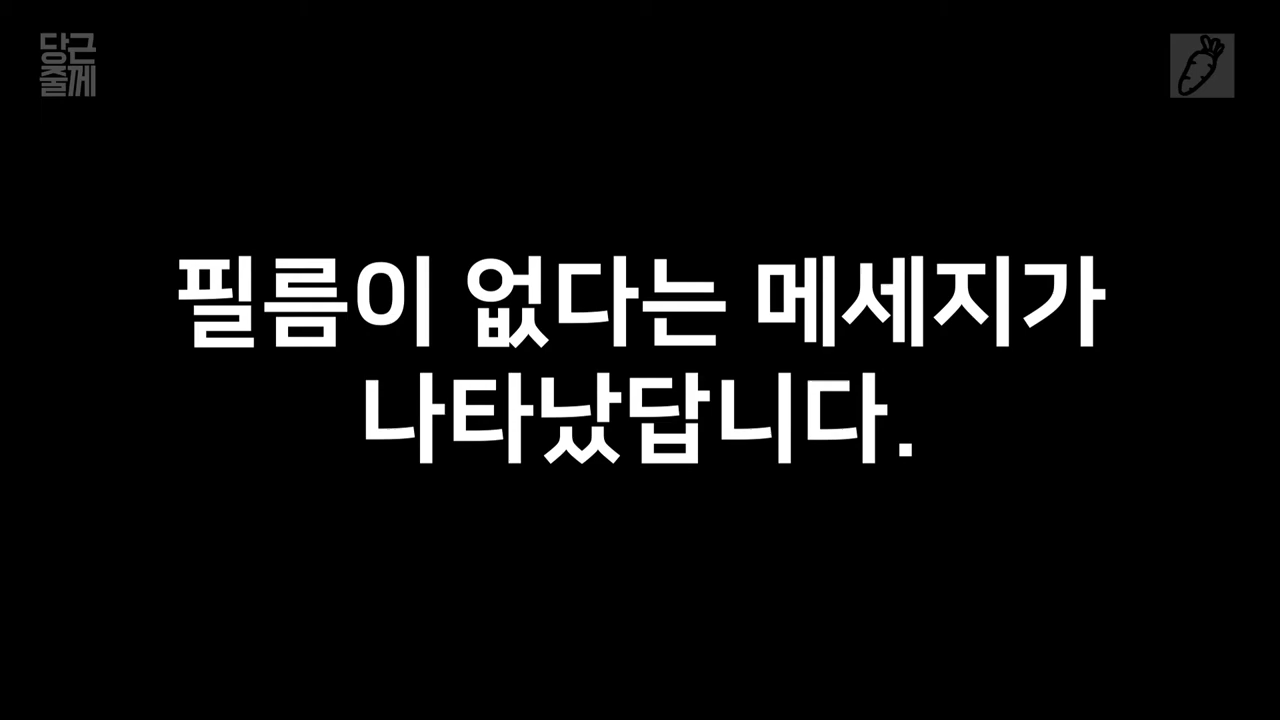 당근
줄께
필름이 없다는 메세지가
나타났답니다.